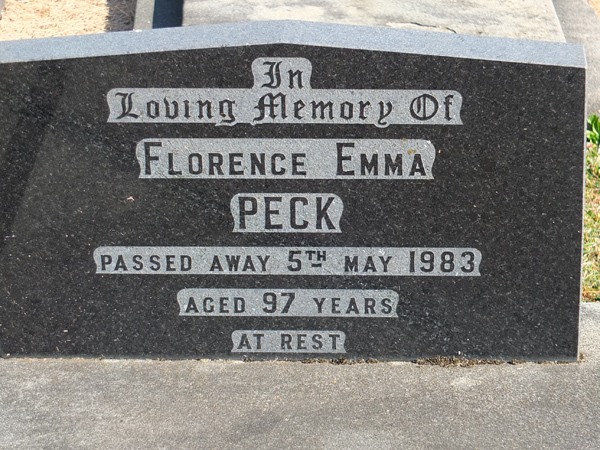 In
Loving Memory Of
Florence Emma
PECK
PASSED AWAY 5TH MAY 1983
AGED 97 YEARS
AT REST